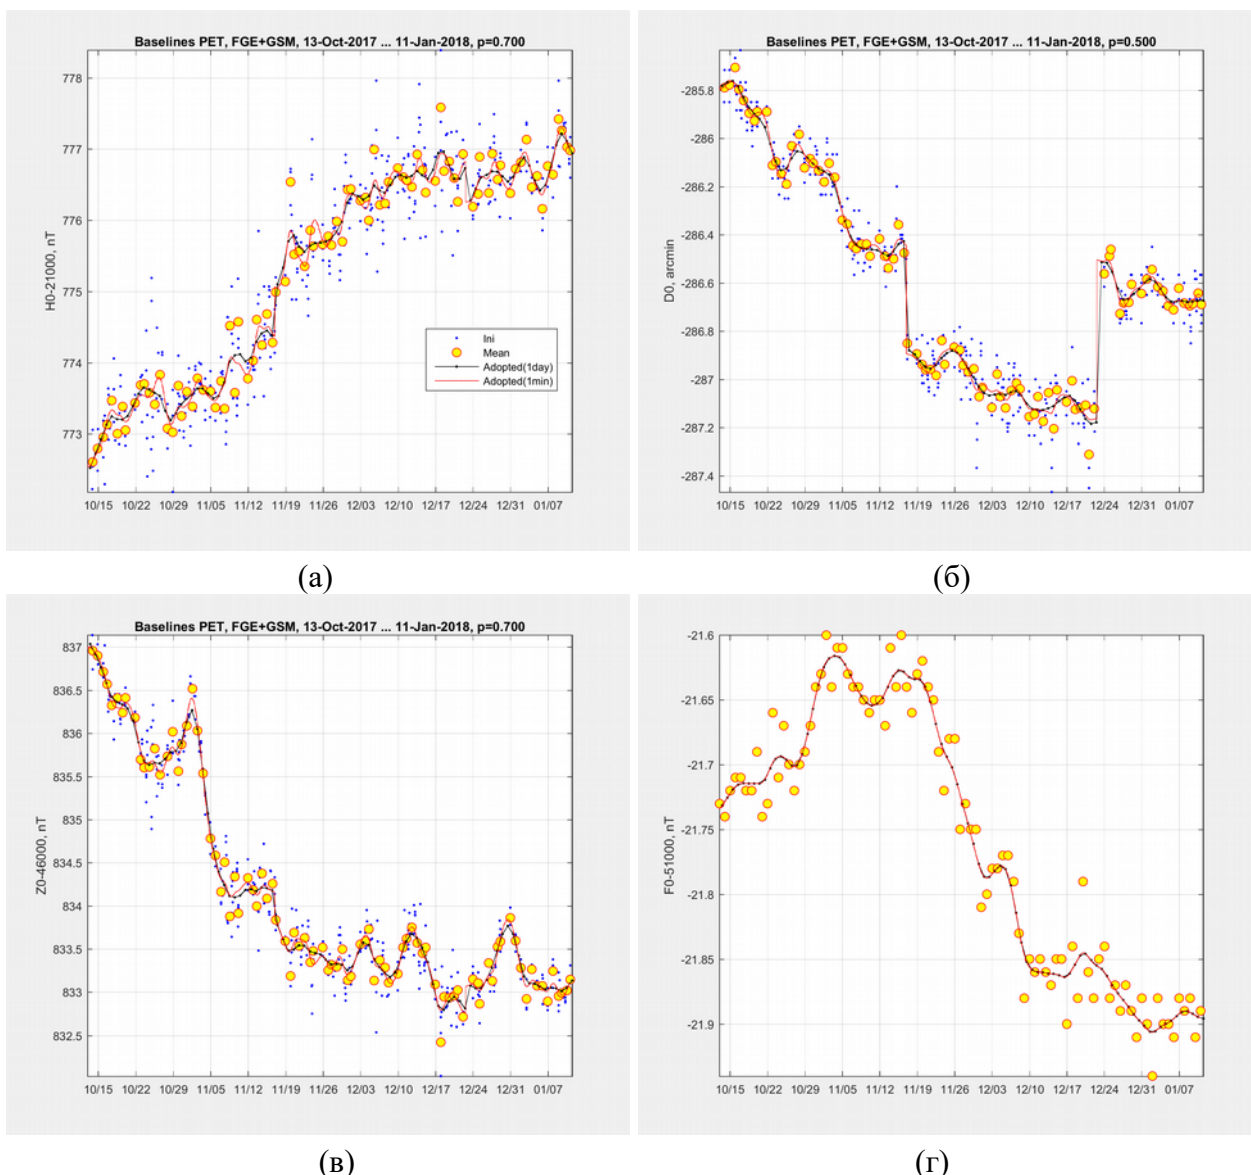 Baselines PET, FGE+GSM, 13-Oct-2017 ... 11-Jan-2018, p=0.700
778
777
776
775
774
773
H0-21000, nT
Ini
Mean
Adopted(1day)
Adopted(1min)
10/15 10/22 10/29 11/05 11/12 11/19 11/26 12/03 12/10 12/17 12/24 12/31 01/07
(а)
Baselines PET, FGE+GSM, 13-Oct-2017 ... 11-Jan-2018, p=0.500
-285.8
-286
-286.2
-286.4
-286.6
-286.8
-287
-287.2
-287.4
D0, arcmin
10/15 10/22 10/29 11/05 11/12 11/19 11/26 12/03 12/10 12/17 12/24 12/31 01/07
(б)
Baselines PET, FGE+GSM, 13-Oct-2017 ... 11-Jan-2018, p=0.700
837
836.5
836
835.5
835
834.5
834
833.5
833
832.5
Z0-46000, nT
10/15 10/22 10/29 11/05 11/12 11/19 11/26 12/03 12/10 12/17 12/24 12/31 01/07
(в)
-21.6
-21.65
-21.7
-21.75
-21.8
-21.85
-21.9
F0-51000, nT
10/15 10/22 10/29 11/05 11/12 11/19 11/26 12/03 12/10 12/17 12/24 12/31 01/07
(г)